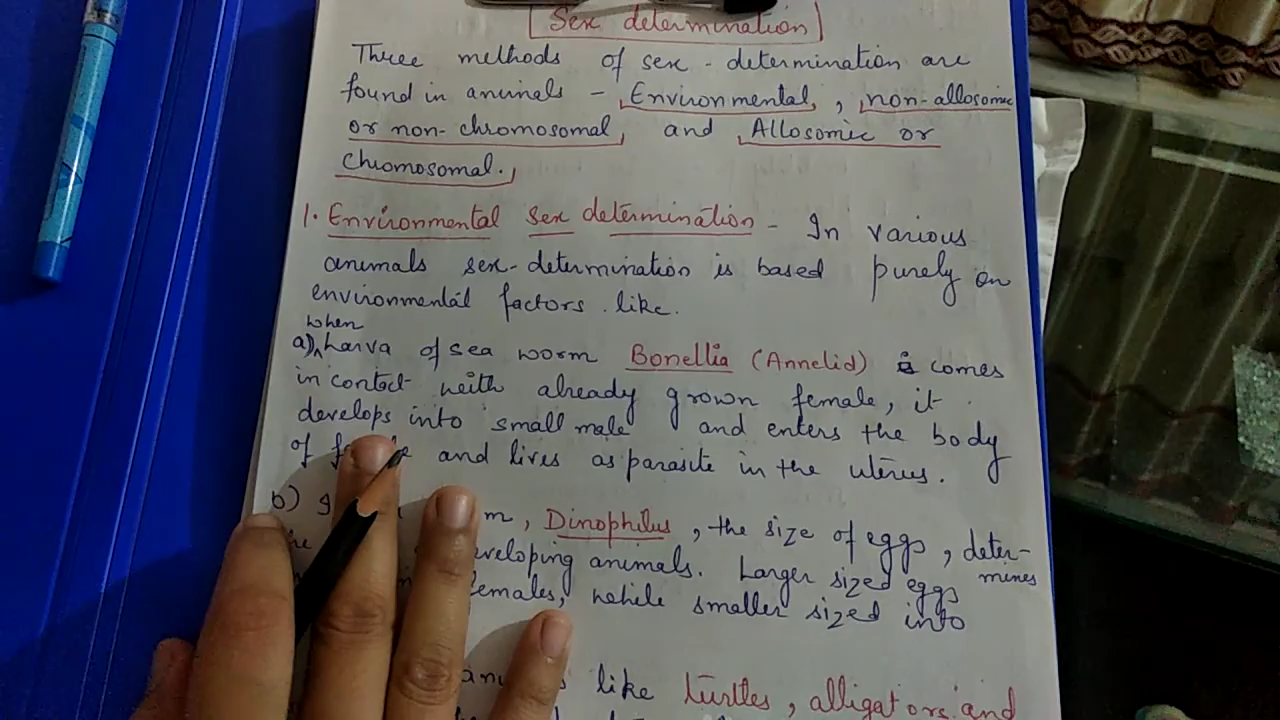 Sex determination
Three methods of sex-determination are
found in animals - Environmental, non-allosomic
or non-chromosomal, and Allosomic or
Chromosomal.
1. Environmental sex determination - In various
animals sex-determination is based purely on
environmental factors like.
when
a) Larva of sea worm Bonellia (Annelid) comes
in contact with already grown female, it
develops into small male and enters the body
of and lives as parasite in the uterus.
b) Dinophilus, the size of eggs, deter-
developing animals. Larger sized eggs mines
females, while smaller sized into
like turtles, alligators and